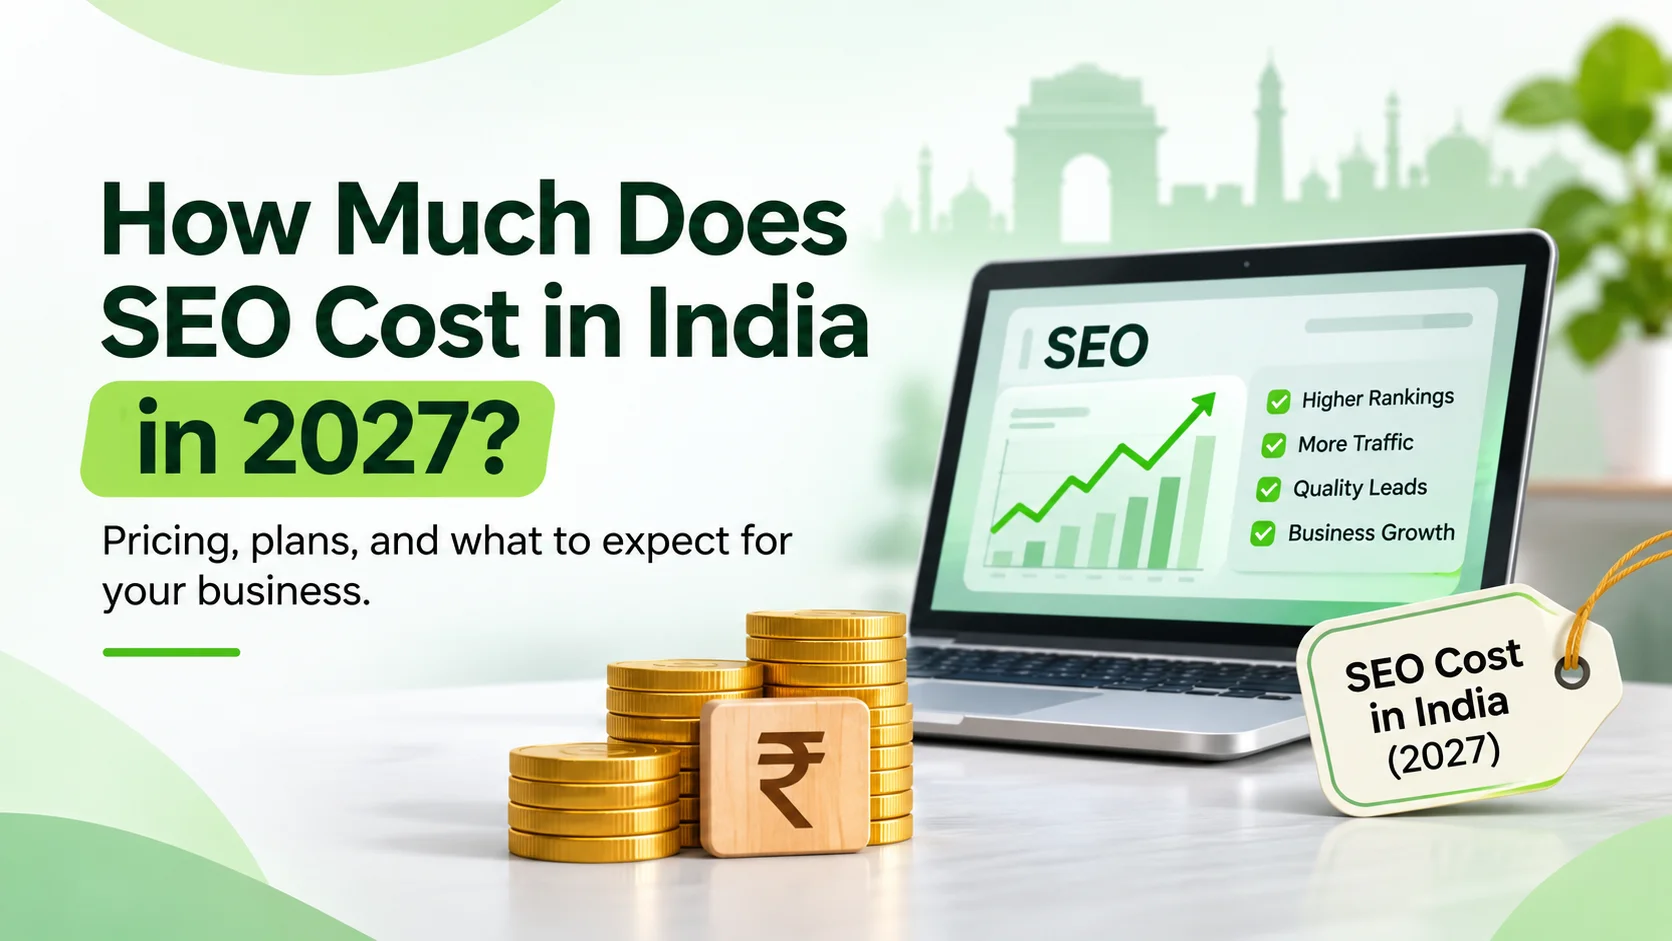 How Much Does
SEO Cost in India
in 2027?
Pricing, plans, and what to expect for
your business.
SEO
Higher Rankings
More Traffic
Quality Leads
Business Growth
₹
SEO Cost
in India
(2027)